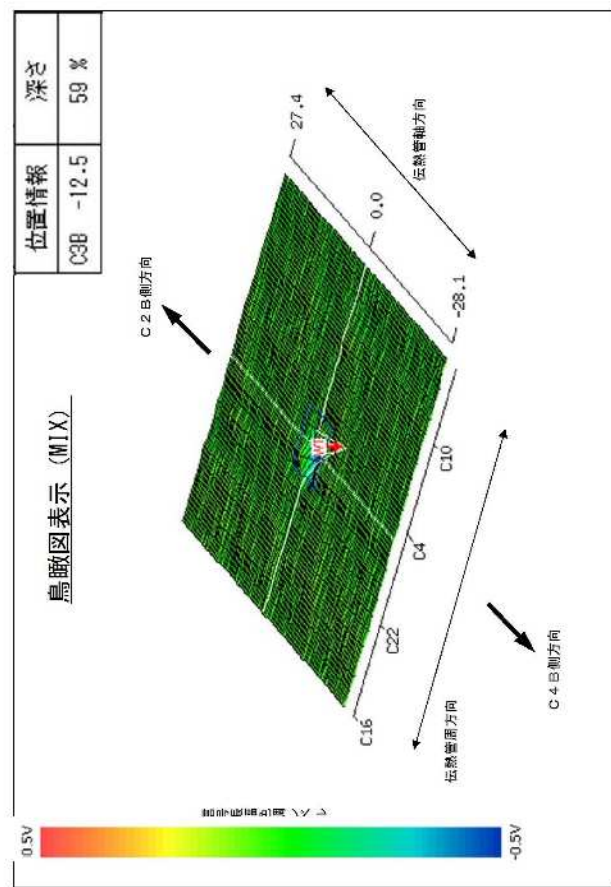 鳥瞰図表示 (MIX)
位置情報 深さ
C3B -12.5 59 %
C2B側方向
27.4
0.0
-28.1
伝熱管軸方向
WI
C16
C22
C4
C10
伝熱管周方向
C4B側方向
0.5V
-0.5V